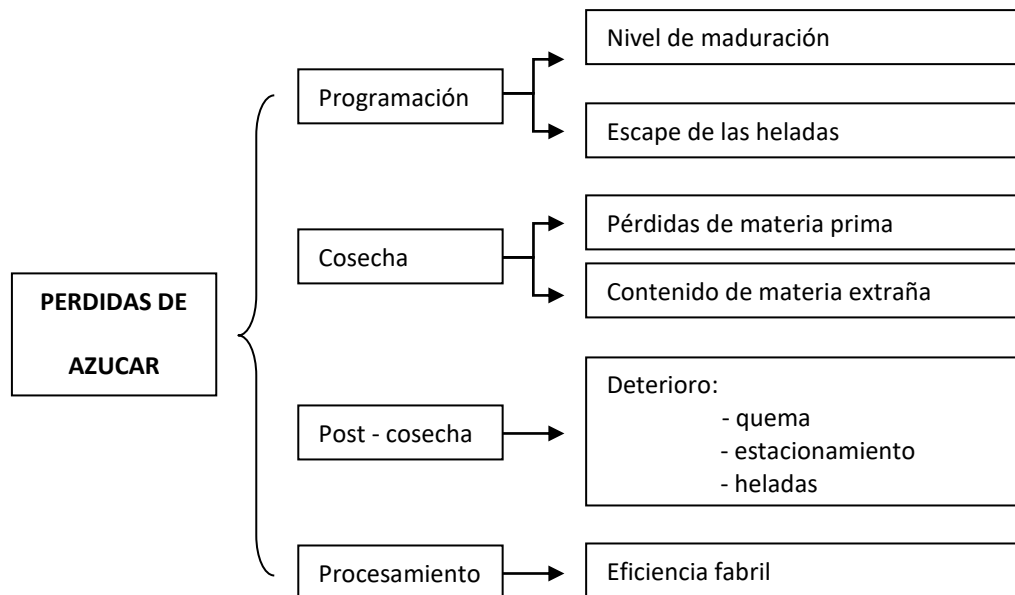 PERDIDAS DE
AZUCAR
Programación
Nivel de maduración
Escape de las heladas
Cosecha
Pérdidas de materia prima
Contenido de materia extraña
Post - cosecha
Deterioro:
- quema
- estacionamiento
- heladas
Procesamiento
Eficiencia fabril